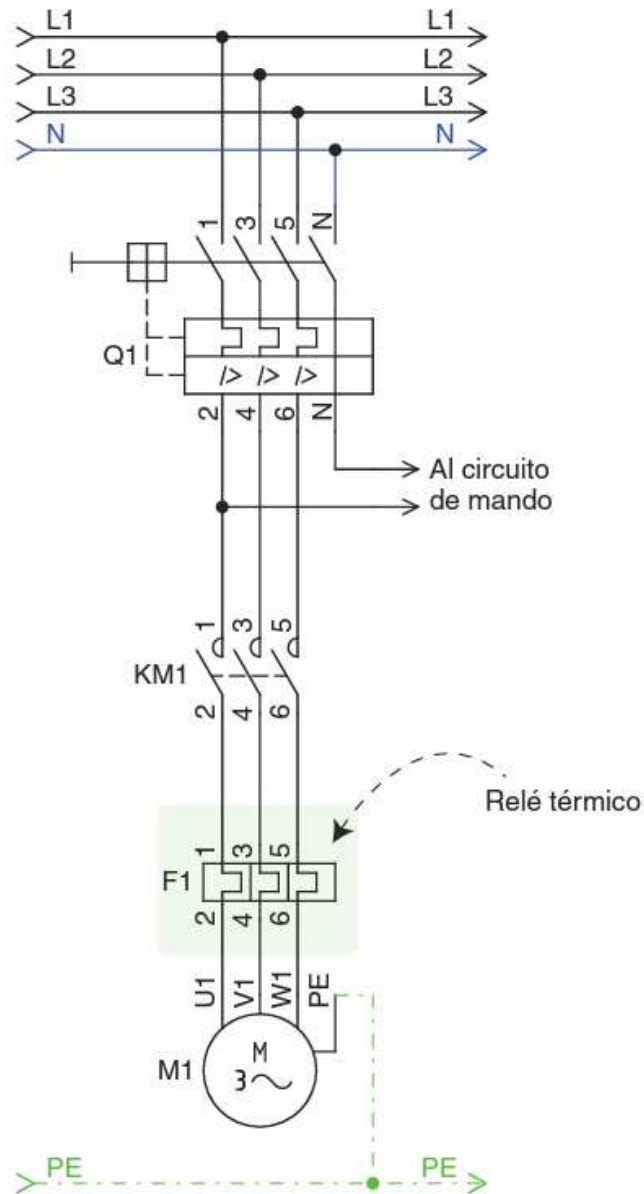 L1 L1
L2 L2
L3 L3
N N
1 3 5 N
Q1
I> I> I>
2 4 6 N
Al circuito
de mando
1 3 5
KM1
2 4 6
Relé térmico
1 3 5
F1
2 4 6
U1 V1 W1 PE
M1
M
3~
PE PE